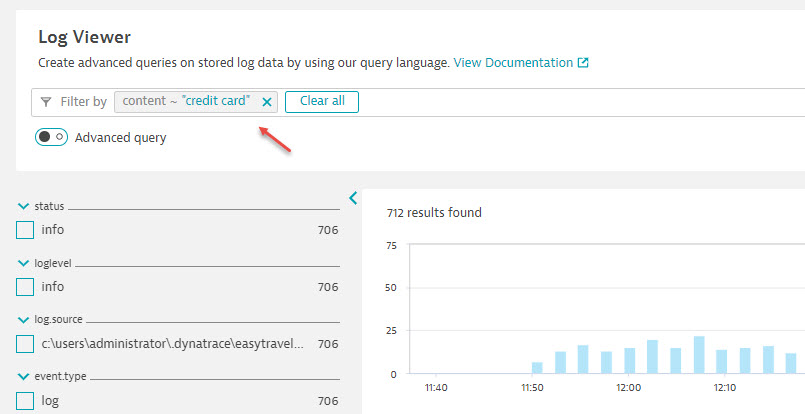 Log Viewer
Create advanced queries on stored log data by using our query language. View Documentation
Filter by content ~ "credit card" × Clear all
Advanced query
status
info 706
loglevel
info 706
log.source
c:\users\administrator\.dynatrace\easytravel... 706
event.type
log 706
712 results found
75
50
25
0
11:40 11:50 12:00 12:10